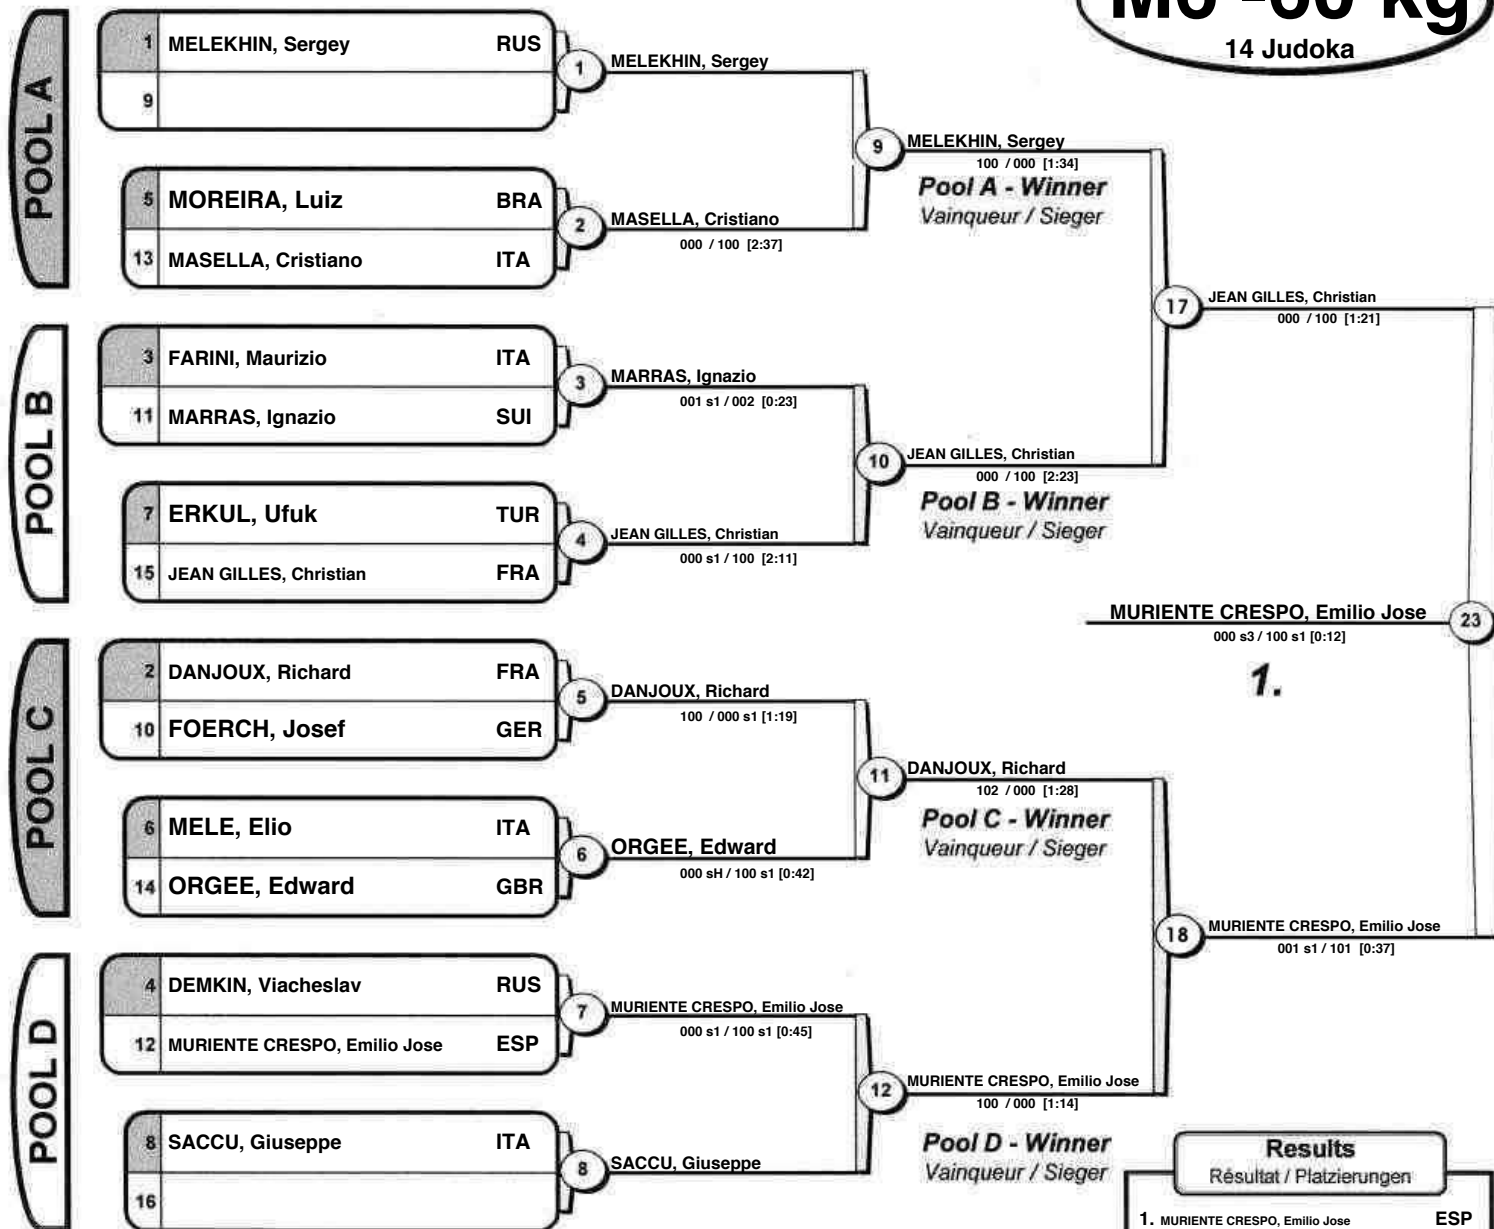 M6 -60 kg
14 Judoka
POOL A
1 MELEKHIN, Sergey RUS
9
1 MELEKHIN, Sergey
5 MOREIRA, Luiz BRA
13 MASELLA, Cristiano ITA
2 MASELLA, Cristiano
000 / 100 [2:37]
9 MELEKHIN, Sergey
100 / 000 [1:34]
Pool A - Winner
Vainqueur / Sieger
POOL B
3 FARINI, Maurizio ITA
11 MARRAS, Ignazio SUI
3 MARRAS, Ignazio
001 s1 / 002 [0:23]
7 ERKUL, Ufuk TUR
15 JEAN GILLES, Christian FRA
4 JEAN GILLES, Christian
000 s1 / 100 [2:11]
10 JEAN GILLES, Christian
000 / 100 [2:23]
Pool B - Winner
Vainqueur / Sieger
17 JEAN GILLES, Christian
000 / 100 [1:21]
MURIENTE CRESPO, Emilio Jose 23
000 s3 / 100 s1 [0:12]
1.
POOL C
2 DANJOUX, Richard FRA
10 FOERCH, Josef GER
5 DANJOUX, Richard
100 / 000 s1 [1:19]
6 MELE, Elio ITA
14 ORGEE, Edward GBR
6 ORGEE, Edward
000 sH / 100 s1 [0:42]
11 DANJOUX, Richard
102 / 000 [1:28]
Pool C - Winner
Vainqueur / Sieger
POOL D
4 DEMKIN, Viacheslav RUS
12 MURIENTE CRESPO, Emilio Jose ESP
7 MURIENTE CRESPO, Emilio Jose
000 s1 / 100 s1 [0:45]
8 SACCU, Giuseppe ITA
16
8 SACCU, Giuseppe
12 MURIENTE CRESPO, Emilio Jose
100 / 000 [1:14]
Pool D - Winner
Vainqueur / Sieger
18 MURIENTE CRESPO, Emilio Jose
001 s1 / 101 [0:37]
Results
Résultat / Platzierungen
1. MURIENTE CRESPO, Emilio Jose ESP